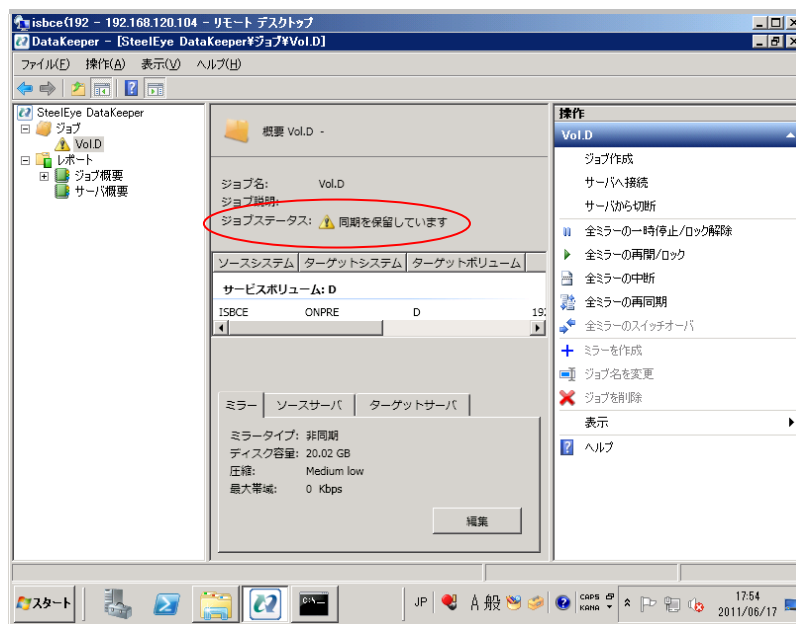 isbce(192 - 192.168.120.104 - リモート デスクトップ
DataKeeper - [SteelEye DataKeeper¥ジョブ¥Vol.D]
ファイル(F) 操作(A) 表示(V) ヘルプ(H)
SteelEye DataKeeper
ジョブ
Vol.D
レポート
ジョブ概要
サーバ概要
概要 Vol.D -
ジョブ名: Vol.D
ジョブ説明:
ジョブステータス: 同期を保留しています
ソースシステム ターゲットシステム ターゲットボリューム
サービスボリューム: D
ISBCE ONPRE D 192
ミラー ソースサーバ ターゲットサーバ
ミラータイプ: 非同期
ディスク容量: 20.02 GB
圧縮: Medium low
最大帯域: 0 Kbps
編集
操作
Vol.D
ジョブ作成
サーバへ接続
サーバから切断
全ミラーの一時停止/ロック解除
全ミラーの再開/ロック
全ミラーの中断
全ミラーの再同期
全ミラーのスイッチオーバ
ミラーを作成
ジョブ名を変更
ジョブを削除
表示
ヘルプ
スタート
C:\_
JP
A 般
CAPS
KANA
17:54
2011/06/17